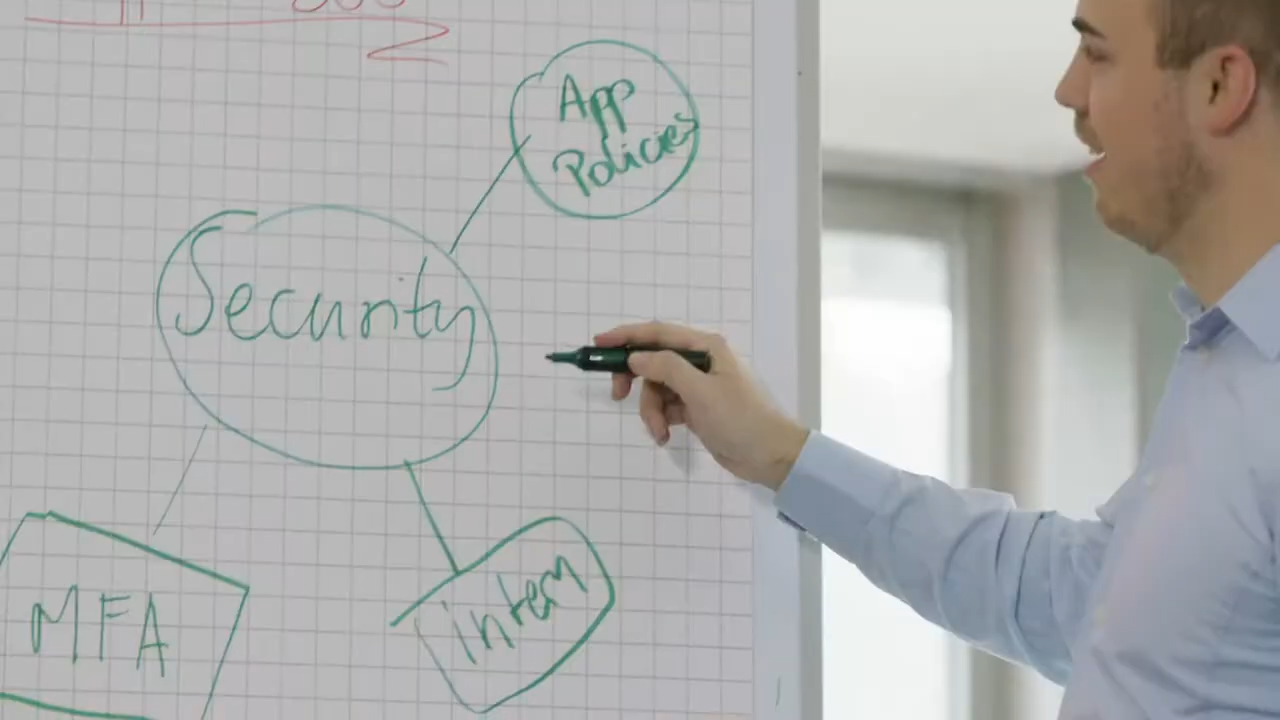 App
Policies
Security
MFA
intern